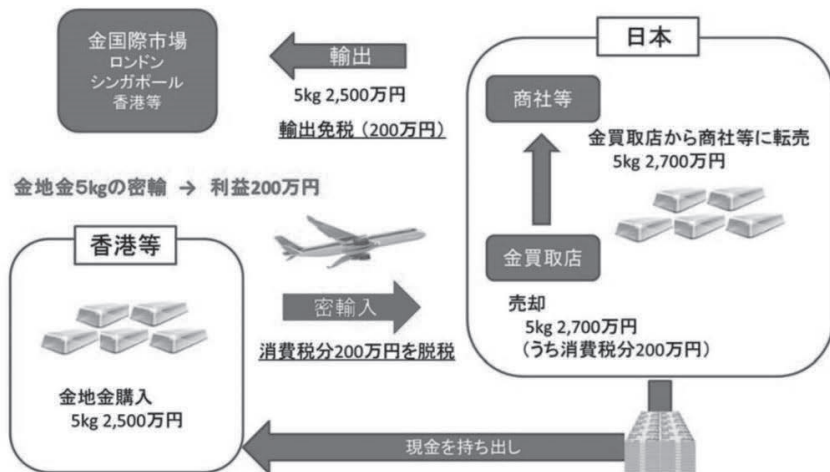 金国際市場
ロンドン
シンガポール
香港等
輸出
5kg 2,500万円
輸出免税（200万円）
日本
商社等
金買取店から商社等に転売
5kg 2,700万円
金地金5kgの密輸 → 利益200万円
香港等
金地金購入
5kg 2,500万円
密輸入
消費税分200万円を脱税
金買取店
売却
5kg 2,700万円
（うち消費税分200万円）
現金を持ち出し